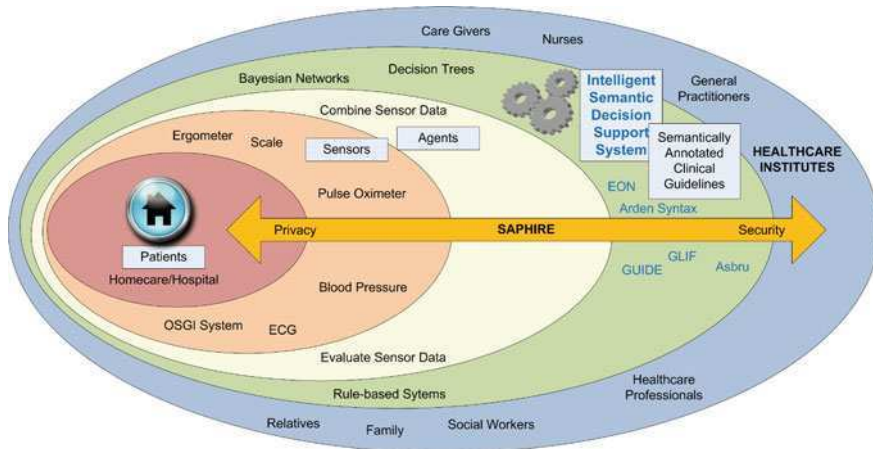 Care Givers
Nurses
Decision Trees
Bayesian Networks
General
Practitioners
Intelligent
Semantic
Decision
Support
System
Combine Sensor Data
Ergometer
Scale
Sensors
Agents
Semantically
Annotated
Clinical
Guidelines
HEALTHCARE
INSTITUTES
Pulse Oximeter
EON
Arden Syntax
Privacy
SAPHIRE
Security
Patients
Homecare/Hospital
GLIF
GUIDE
Asbru
Blood Pressure
OSGI System
ECG
Evaluate Sensor Data
Healthcare
Professionals
Rule-based Sytems
Relatives
Family
Social Workers